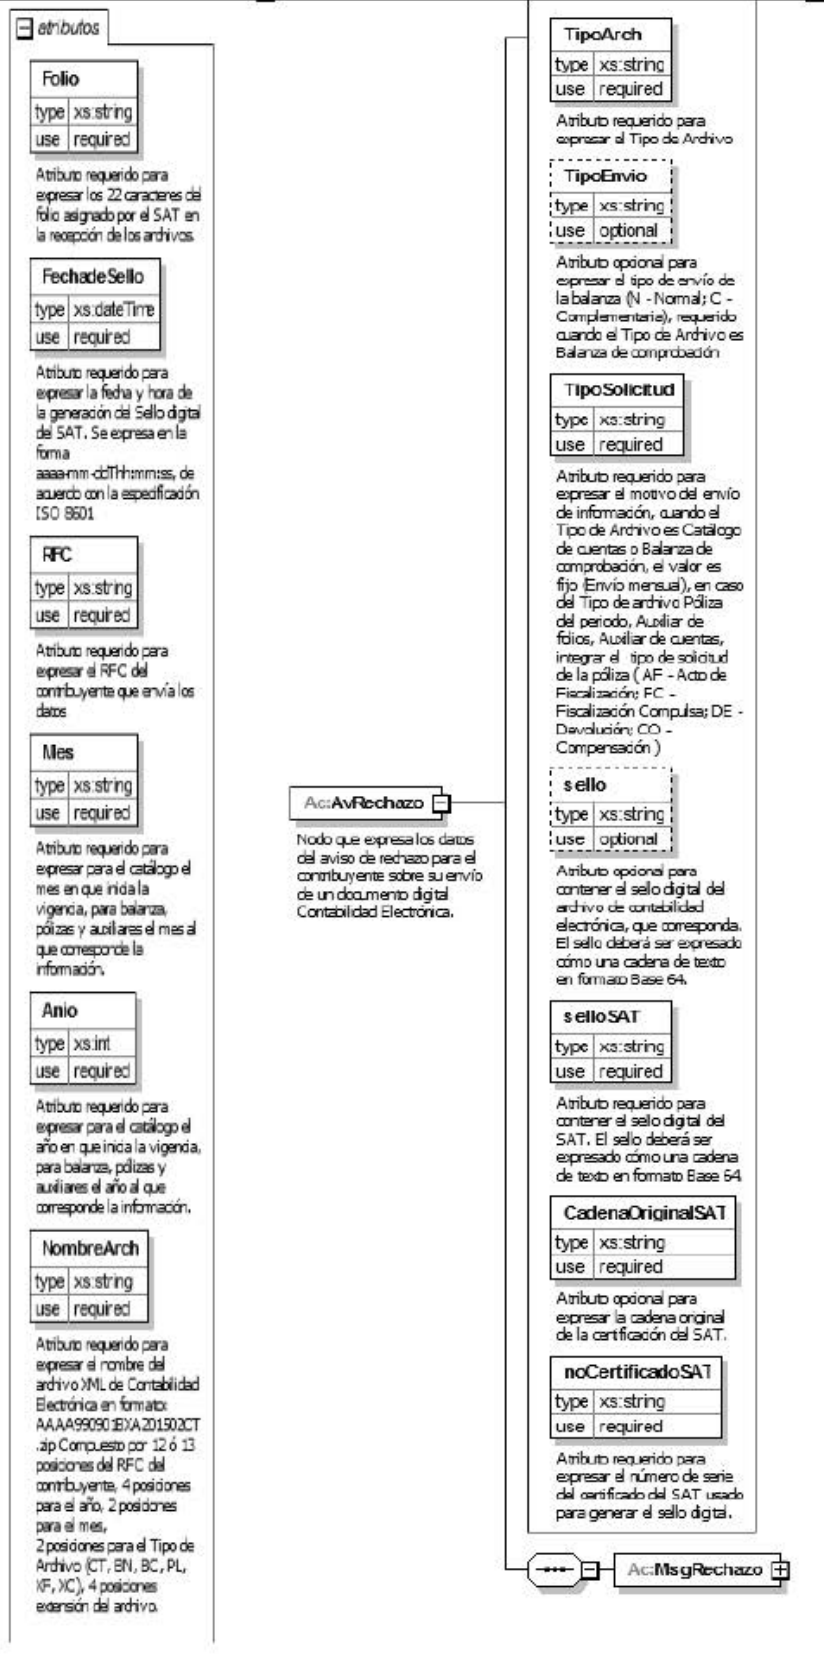 atributos
Folio
type xs:string
use required
Atributo requerido para
expresar los 22 caracteres del
folio asignado por el SAT en
la recepción de los archivos.
FechadeSello
type xs:dateTime
use required
Atributo requerido para
expresar la fecha y hora de
la generación del Sello digital
del SAT. Se expresa en la
forma
aaaa-mm-ddThh:mm:ss, de
acuerdo con la especificación
ISO 8601
RFC
type xs:string
use required
Atributo requerido para
expresar el RFC del
contribuyente que envía los
datos
Mes
type xs:string
use required
Atributo requerido para
expresar para el catálogo el
mes en que inicia la
vigencia, para balanza,
pólizas y auxiliares el mes al
que corresponde la
información.
Anio
type xs:int
use required
Atributo requerido para
expresar para el catálogo el
año en que inicia la vigencia,
para balanza, pólizas y
auxiliares el año al que
corresponde la información.
NombreArch
type xs:string
use required
Atributo requerido para
expresar el nombre del
archivo XML de Contabilidad
Electrónica en formato:
AAAA990901BXA201502CT
.zip Compuesto por 12 ó 13
posiciones del RFC del
contribuyente, 4 posiciones
para el año, 2 posiciones
para el mes,
2 posiciones para el Tipo de
Archivo (CT, BN, BC, PL,
XF, XC), 4 posiciones
extensión del archivo.
Ac:AvRechazo
Nodo que expresa los datos
del aviso de rechazo para el
contribuyente sobre su envío
de un documento digital
Contabilidad Electrónica.
TipoArch
type xs:string
use required
Atributo requerido para
expresar el Tipo de Archivo
TipoEnvio
type xs:string
use optional
Atributo opcional para
expresar el tipo de envío de
la balanza (N - Normal; C -
Complementaria), requerido
cuando el Tipo de Archivo es
Balanza de comprobación
TipoSolicitud
type xs:string
use required
Atributo requerido para
expresar el motivo del envío
de información, cuando el
Tipo de Archivo es Catálogo
de cuentas o Balanza de
comprobación, el valor es
fijo (Envío mensual), en caso
del Tipo de archivo Póliza
del periodo, Auxiliar de
folios, Auxiliar de cuentas,
integrar el tipo de solicitud
de la póliza ( AF - Acto de
Fiscalización; FC -
Fiscalización Compulsa; DE -
Devolución; CO -
Compensación )
sello
type xs:string
use optional
Atributo opcional para
contener el sello digital del
archivo de contabilidad
electrónica, que corresponda.
El sello deberá ser expresado
cómo una cadena de texto
en formato Base 64.
selloSAT
type xs:string
use required
Atributo requerido para
contener el sello digital del
SAT. El sello deberá ser
expresado cómo una cadena
de texto en formato Base 64
CadenaOriginalSAT
type xs:string
use required
Atributo opcional para
expresar la cadena original
de la certificación del SAT.
noCertificadoSAT
type xs:string
use required
Atributo requerido para
expresar el número de serie
del certificado del SAT usado
para generar el sello digital.
Ac:MsgRechazo